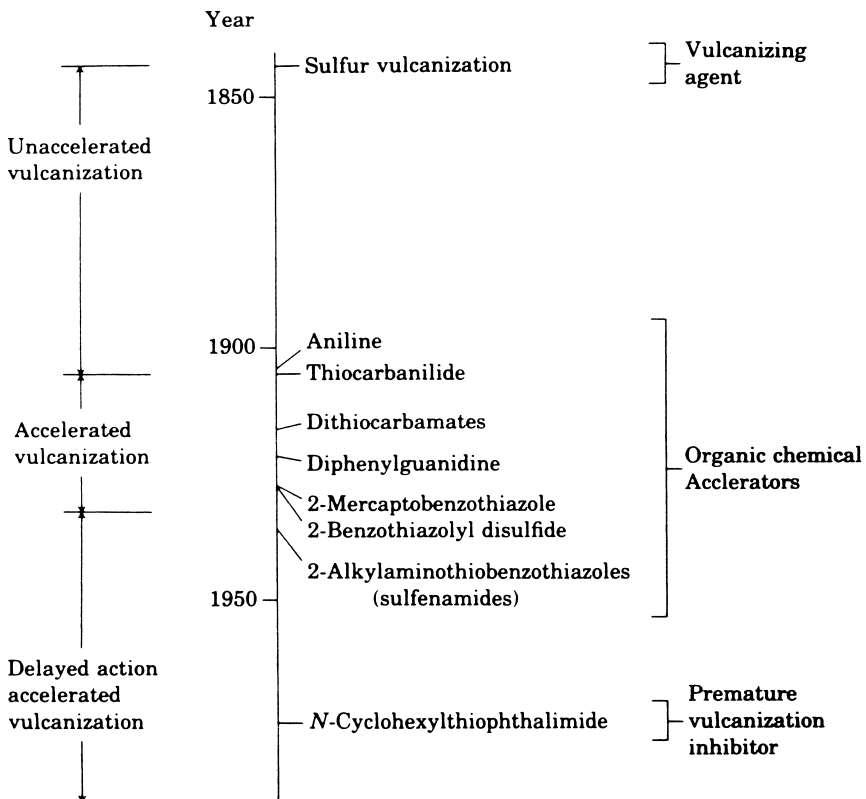 Year
Sulfur vulcanization
Vulcanizing
agent
1850
Unaccelerated
vulcanization
1900
Aniline
Thiocarbanilide
Accelerated
vulcanization
Dithiocarbamates
Diphenylguanidine
2-Mercaptobenzothiazole
2-Benzothiazolyl disulfide
2-Alkylaminothiobenzothiazoles
(sulfenamides)
Organic chemical
Acclerators
1950
Delayed action
accelerated
vulcanization
N-Cyclohexylthiophthalimide
Premature
vulcanization
inhibitor